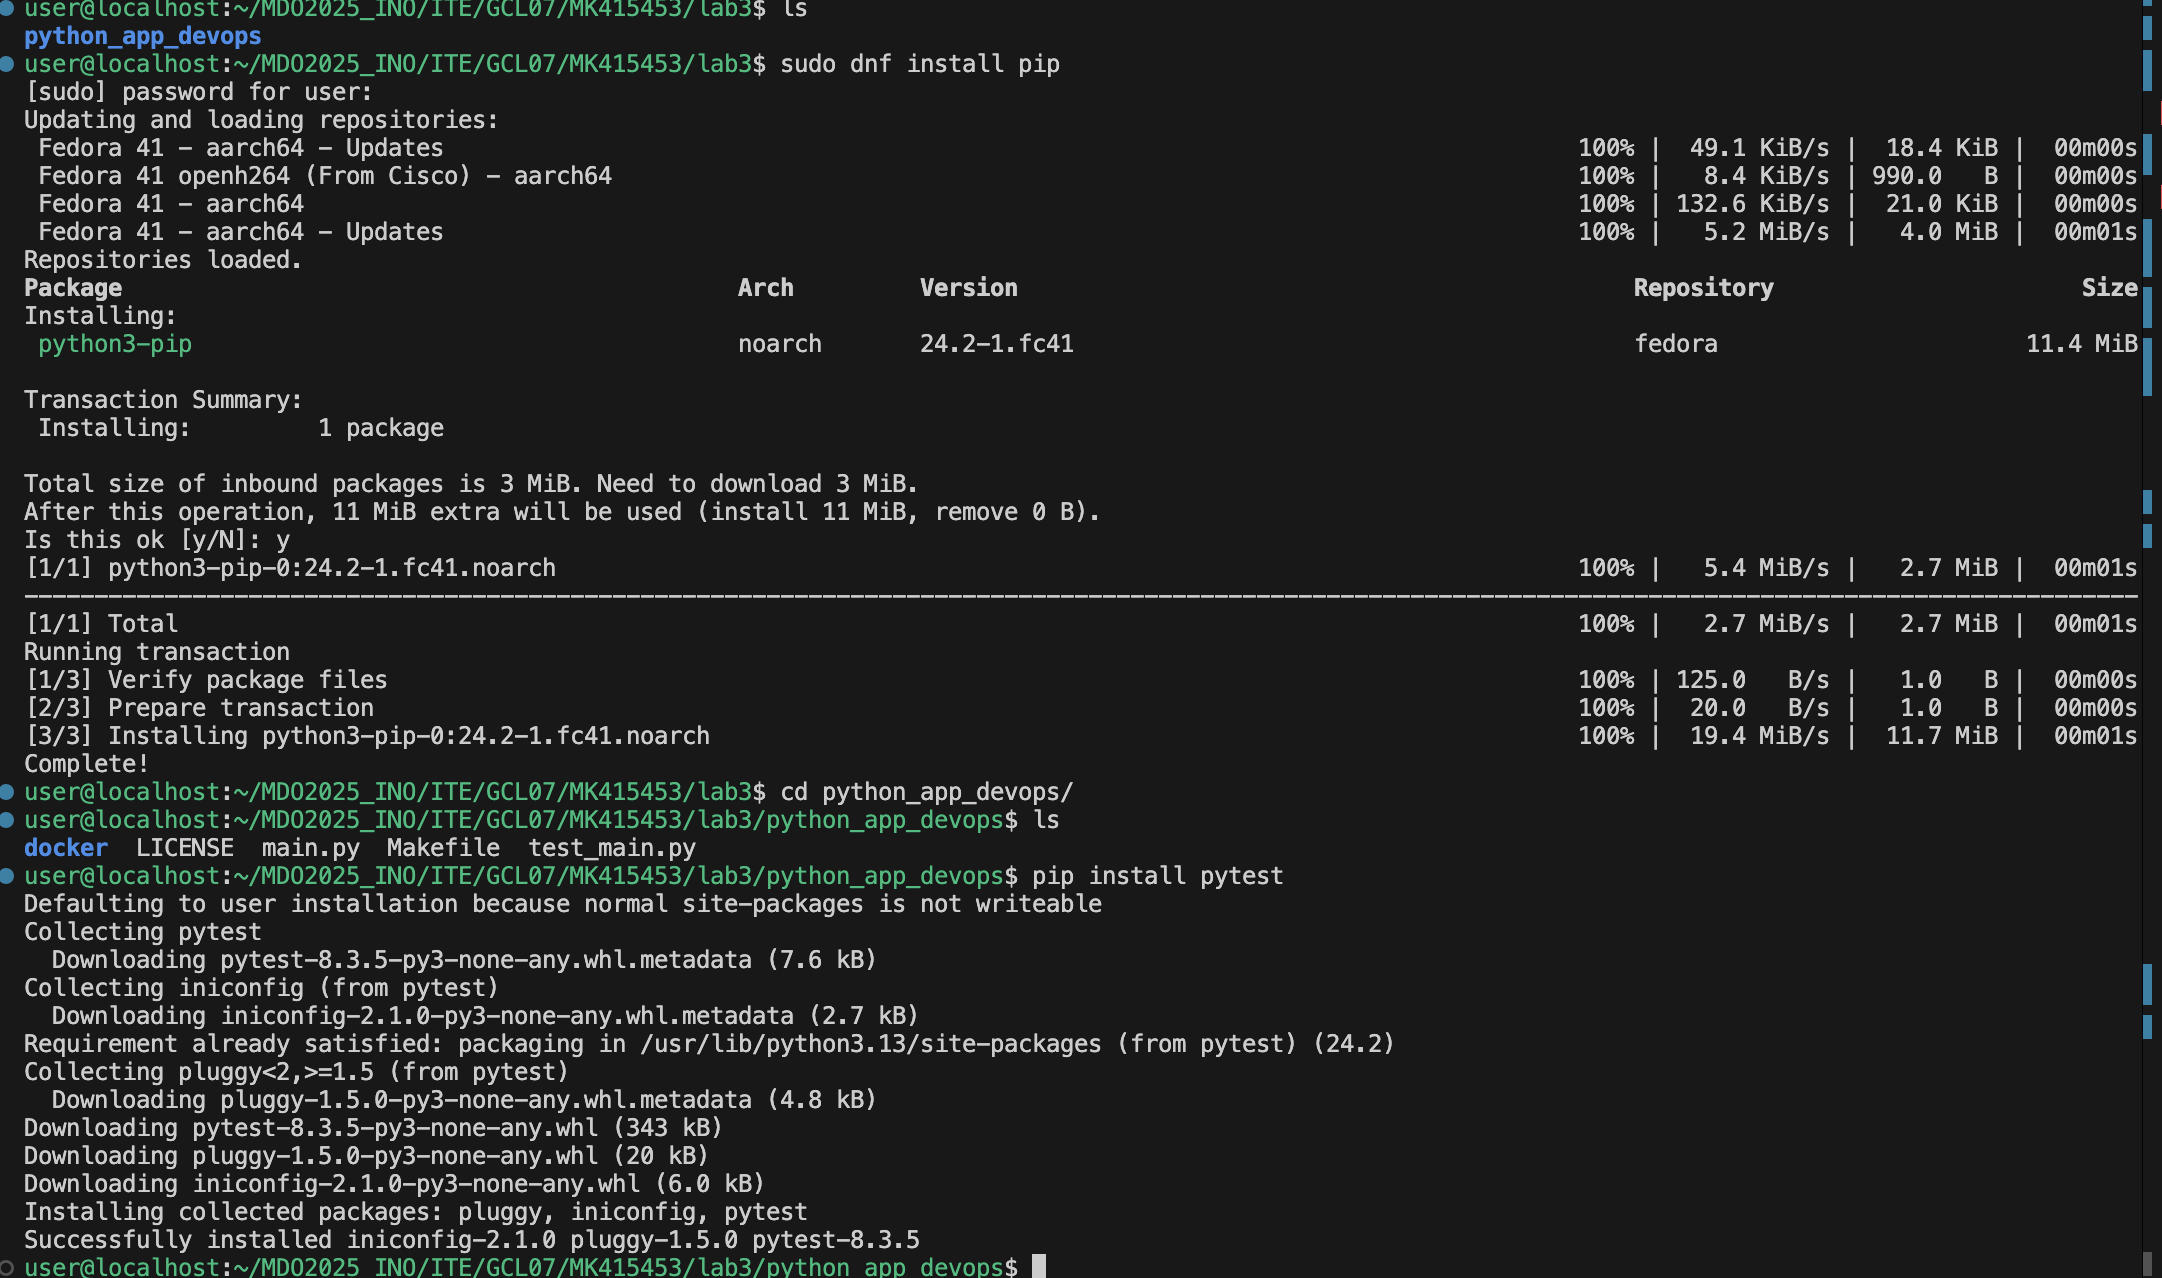 user@localhost:~/MDO2025_INO/ITE/GCL07/MK415453/lab3$ ls
python_app_devops
user@localhost:~/MDO2025_INO/ITE/GCL07/MK415453/lab3$ sudo dnf install pip
[sudo] password for user:
Updating and loading repositories:
 Fedora 41 - aarch64 - Updates 100% | 49.1 KiB/s | 18.4 KiB | 00m00s
 Fedora 41 openh264 (From Cisco) - aarch64 100% | 8.4 KiB/s | 990.0 B | 00m00s
 Fedora 41 - aarch64 100% | 132.6 KiB/s | 21.0 KiB | 00m00s
 Fedora 41 - aarch64 - Updates 100% | 5.2 MiB/s | 4.0 MiB | 00m01s
Repositories loaded.
Package Arch Version Repository Size
Installing:
 python3-pip noarch 24.2-1.fc41 fedora 11.4 MiB
Transaction Summary:
 Installing: 1 package
Total size of inbound packages is 3 MiB. Need to download 3 MiB.
After this operation, 11 MiB extra will be used (install 11 MiB, remove 0 B).
Is this ok [y/N]: y
[1/1] python3-pip-0:24.2-1.fc41.noarch 100% | 5.4 MiB/s | 2.7 MiB | 00m01s
[1/1] Total 100% | 2.7 MiB/s | 2.7 MiB | 00m01s
Running transaction
[1/3] Verify package files 100% | 125.0 B/s | 1.0 B | 00m00s
[2/3] Prepare transaction 100% | 20.0 B/s | 1.0 B | 00m00s
[3/3] Installing python3-pip-0:24.2-1.fc41.noarch 100% | 19.4 MiB/s | 11.7 MiB | 00m01s
Complete!
user@localhost:~/MDO2025_INO/ITE/GCL07/MK415453/lab3$ cd python_app_devops/
user@localhost:~/MDO2025_INO/ITE/GCL07/MK415453/lab3/python_app_devops$ ls
docker LICENSE main.py Makefile test_main.py
user@localhost:~/MDO2025_INO/ITE/GCL07/MK415453/lab3/python_app_devops$ pip install pytest
Defaulting to user installation because normal site-packages is not writeable
Collecting pytest
  Downloading pytest-8.3.5-py3-none-any.whl.metadata (7.6 kB)
Collecting iniconfig (from pytest)
  Downloading iniconfig-2.1.0-py3-none-any.whl.metadata (2.7 kB)
Requirement already satisfied: packaging in /usr/lib/python3.13/site-packages (from pytest) (24.2)
Collecting pluggy<2,>=1.5 (from pytest)
  Downloading pluggy-1.5.0-py3-none-any.whl.metadata (4.8 kB)
Downloading pytest-8.3.5-py3-none-any.whl (343 kB)
Downloading pluggy-1.5.0-py3-none-any.whl (20 kB)
Downloading iniconfig-2.1.0-py3-none-any.whl (6.0 kB)
Installing collected packages: pluggy, iniconfig, pytest
Successfully installed iniconfig-2.1.0 pluggy-1.5.0 pytest-8.3.5
user@localhost:~/MDO2025_INO/ITE/GCL07/MK415453/lab3/python_app_devops$